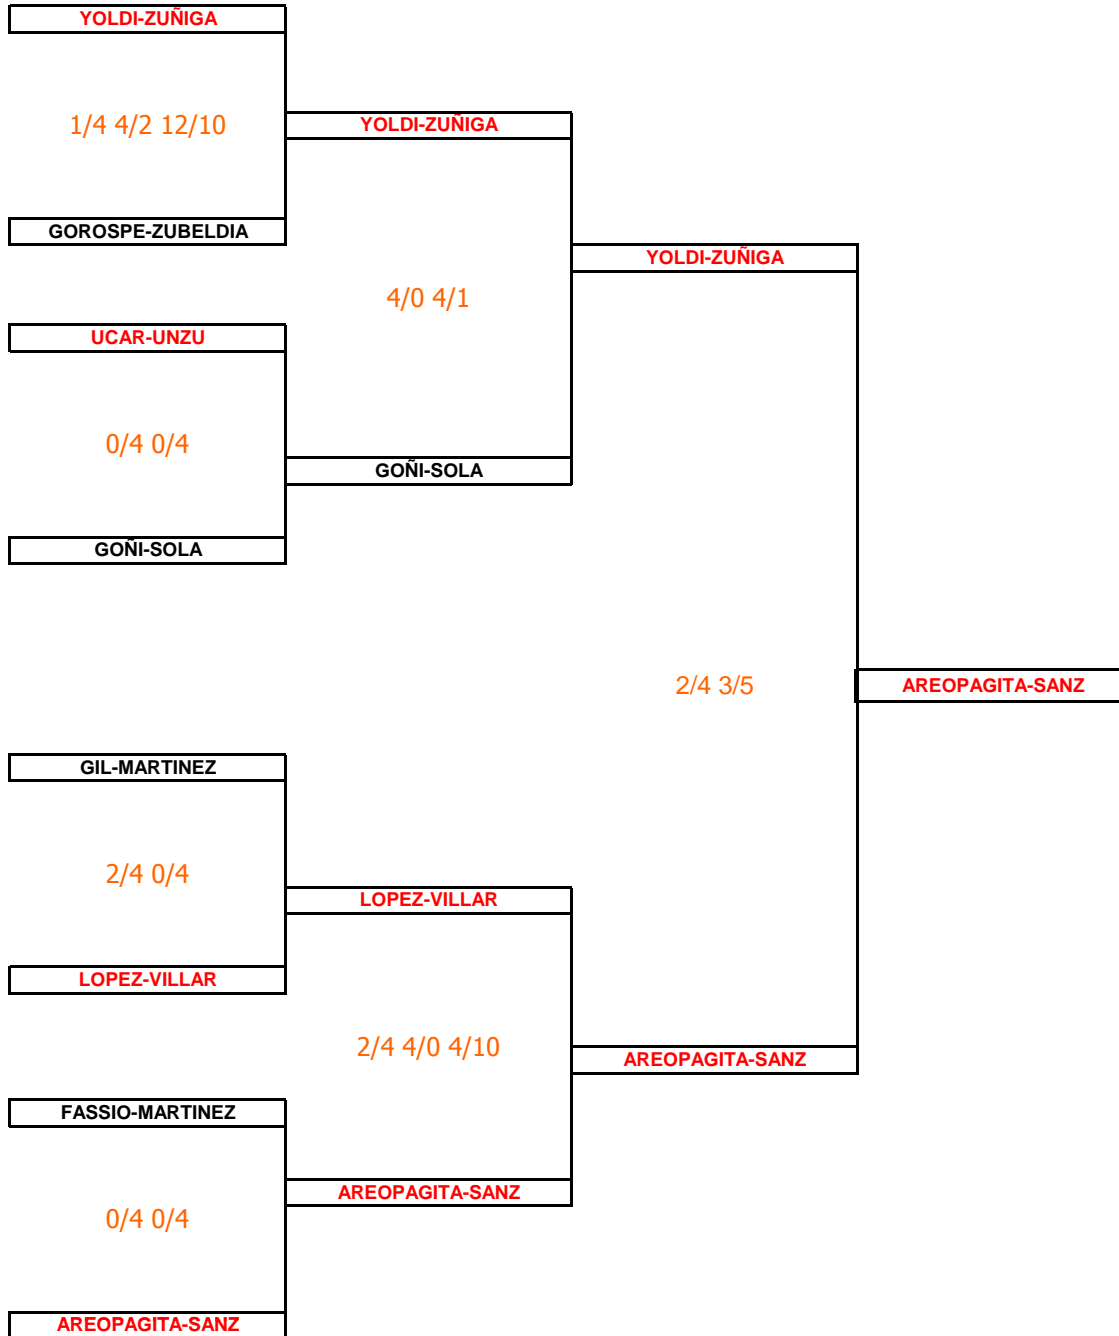 YOLDI-ZUÑIGA
1/4 4/2 12/10
YOLDI-ZUÑIGA
GOROSPE-ZUBELDIA
YOLDI-ZUÑIGA
4/0 4/1
UCAR-UNZU
0/4 0/4
GOÑI-SOLA
GOÑI-SOLA
2/4 3/5
AREOPAGITA-SANZ
GIL-MARTINEZ
2/4 0/4
LOPEZ-VILLAR
LOPEZ-VILLAR
2/4 4/0 4/10
AREOPAGITA-SANZ
FASSIO-MARTINEZ
AREOPAGITA-SANZ
0/4 0/4
AREOPAGITA-SANZ